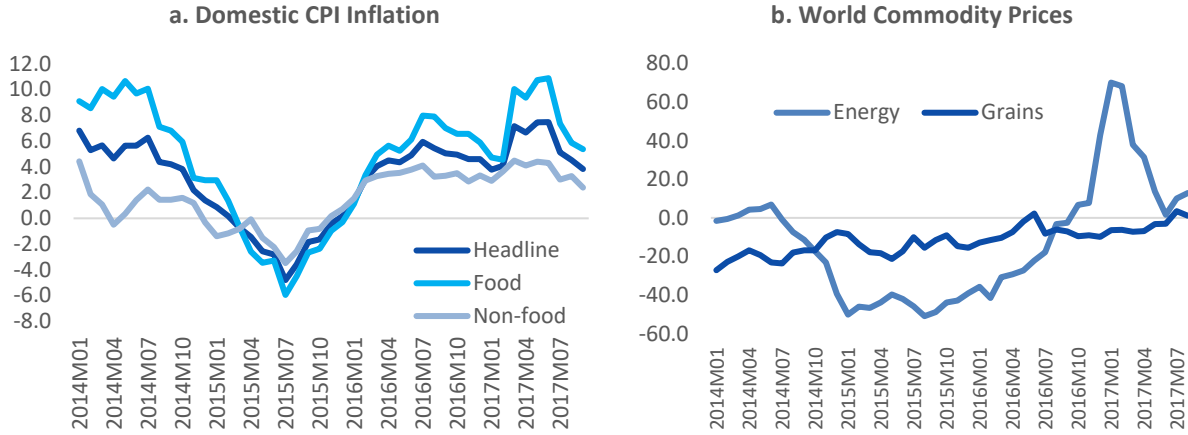 a. Domestic CPI Inflation
12.0
10.0
8.0
6.0
4.0
2.0
0.0
-2.0
-4.0
-6.0
-8.0
Headline
Food
Non-food
2014M01
2014M04
2014M07
2014M10
2015M01
2015M04
2015M07
2015M10
2016M01
2016M04
2016M07
2016M10
2017M01
2017M04
2017M07
b. World Commodity Prices
80.0
60.0
40.0
20.0
0.0
-20.0
-40.0
-60.0
Energy
Grains
2014M01
2014M04
2014M07
2014M10
2015M01
2015M04
2015M07
2015M10
2016M01
2016M04
2016M07
2016M10
2017M01
2017M04
2017M07